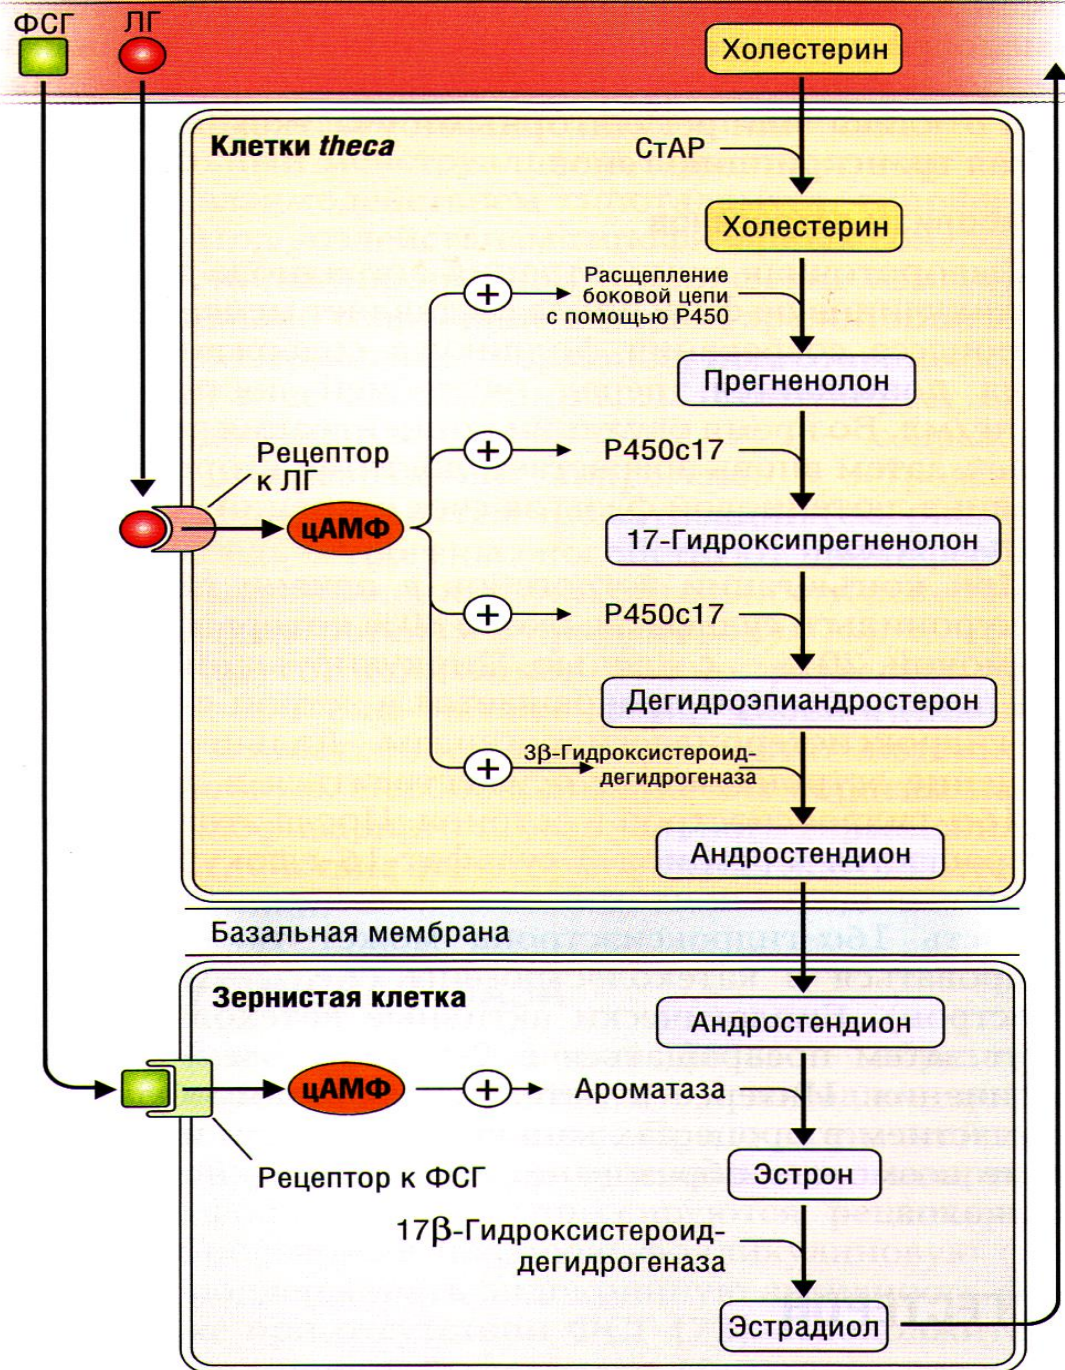 ФСГ
ЛГ
Холестерин
Клетки theca
СтАР
Холестерин
+
Расщепление
боковой цепи
с помощью Р450
Прегненолон
Рецептор
к ЛГ
+
Р450с17
цАМФ
17-Гидроксипрегненолон
+
Р450с17
Дегидроэпиандростерон
+
3β-Гидроксистероид-
дегидрогеназа
Андростендион
Базальная мембрана
Зернистая клетка
Андростендион
цАМФ
+
Ароматаза
Рецептор к ФСГ
Эстрон
17β-Гидроксистероид-
дегидрогеназа
Эстрадиол